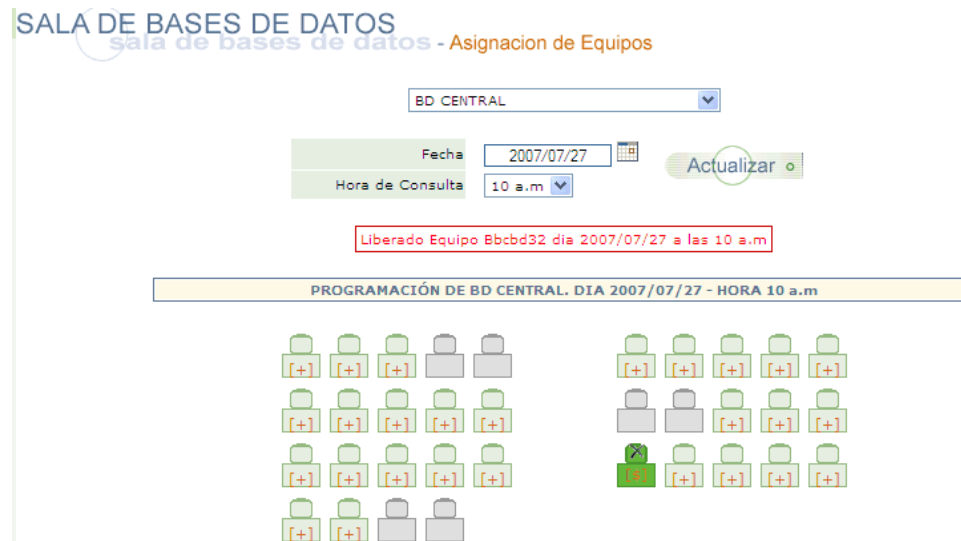 SALA DE BASES DE DATOS
sala de bases de datos - Asignacion de Equipos
BD CENTRAL
Fecha 2007/07/27 Actualizar
Hora de Consulta 10 a.m
Liberado Equipo Bbcbd32 dia 2007/07/27 a las 10 a.m
PROGRAMACIÓN DE BD CENTRAL. DIA 2007/07/27 - HORA 10 a.m
[+] [+] [+] [+] [+] [+] [+] [+]
[+] [+] [+] [+] [+] [+] [+] [+]
[+] [+] [+] [+] [+] [+] [+] [+] [+]
[+] [+]